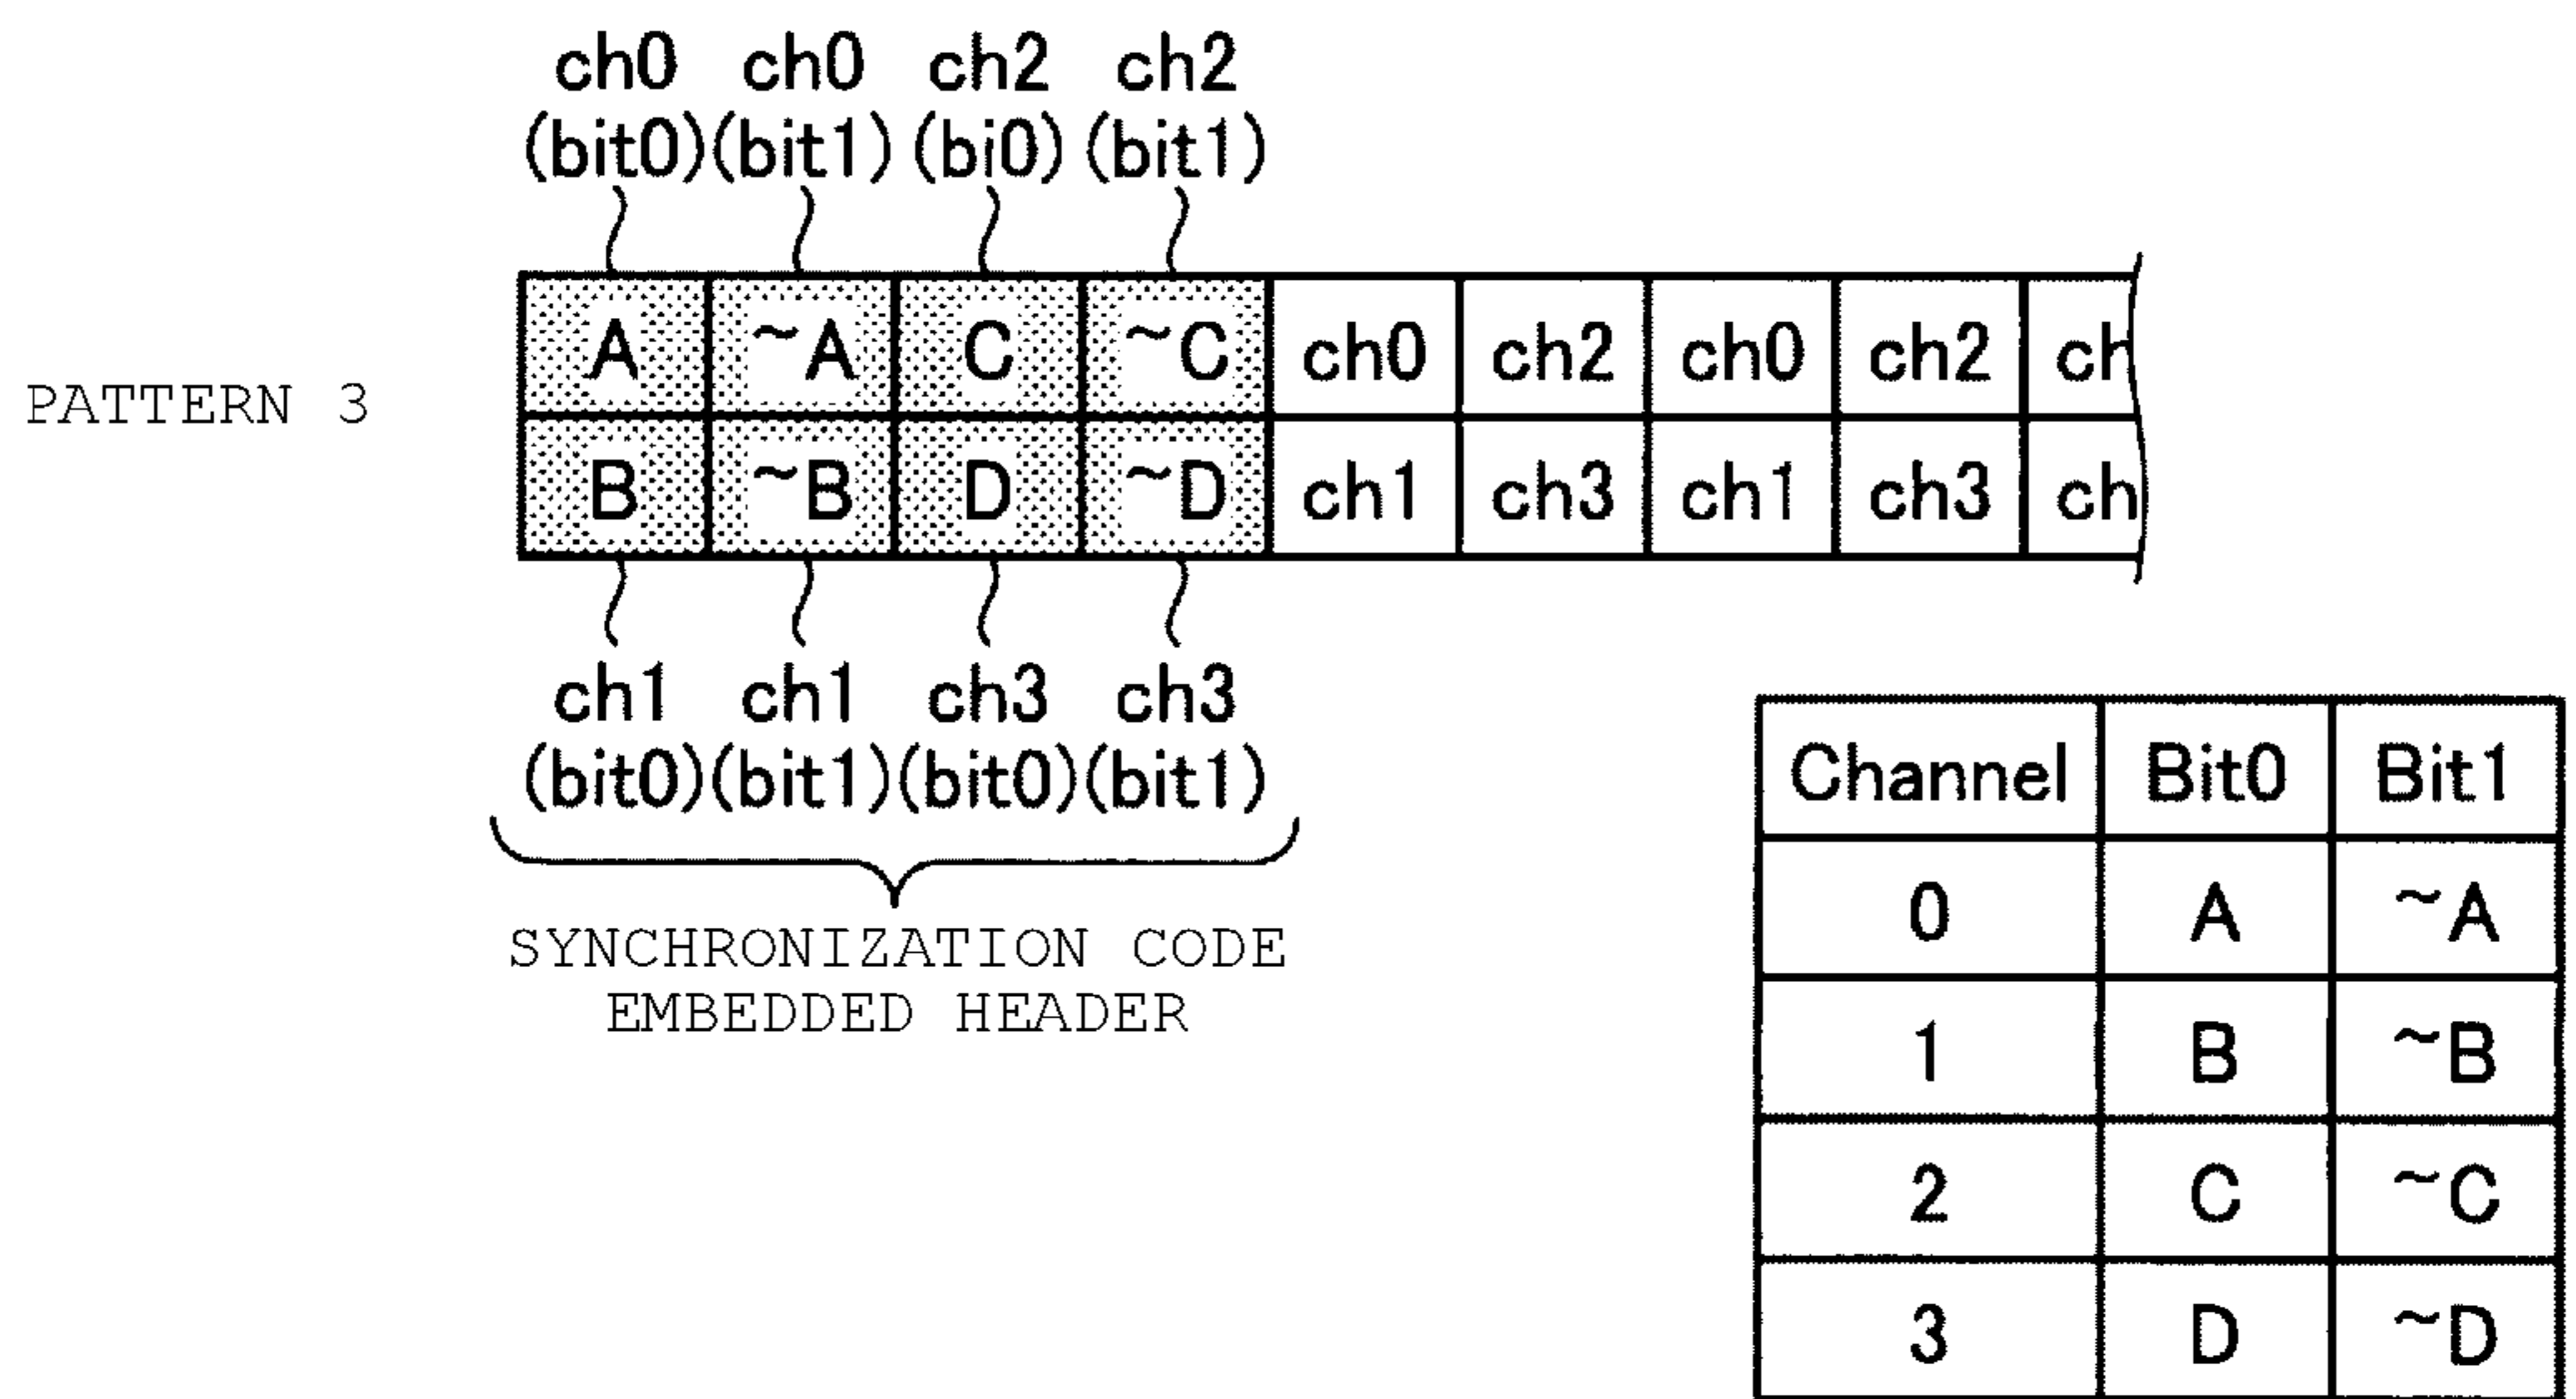 ch0 ch0 ch2 ch2
(bit0) (bit1) (bi0) (bit1)
PATTERN 3
A ~A C ~C ch0 ch2 ch0 ch2 ch
B ~B D ~D ch1 ch3 ch1 ch3 ch
ch1 ch1 ch3 ch3
(bit0) (bit1) (bit0) (bit1)
SYNCHRONIZATION CODE
EMBEDDED HEADER
Channel Bit0 Bit1
0 A ~A
1 B ~B
2 C ~C
3 D ~D